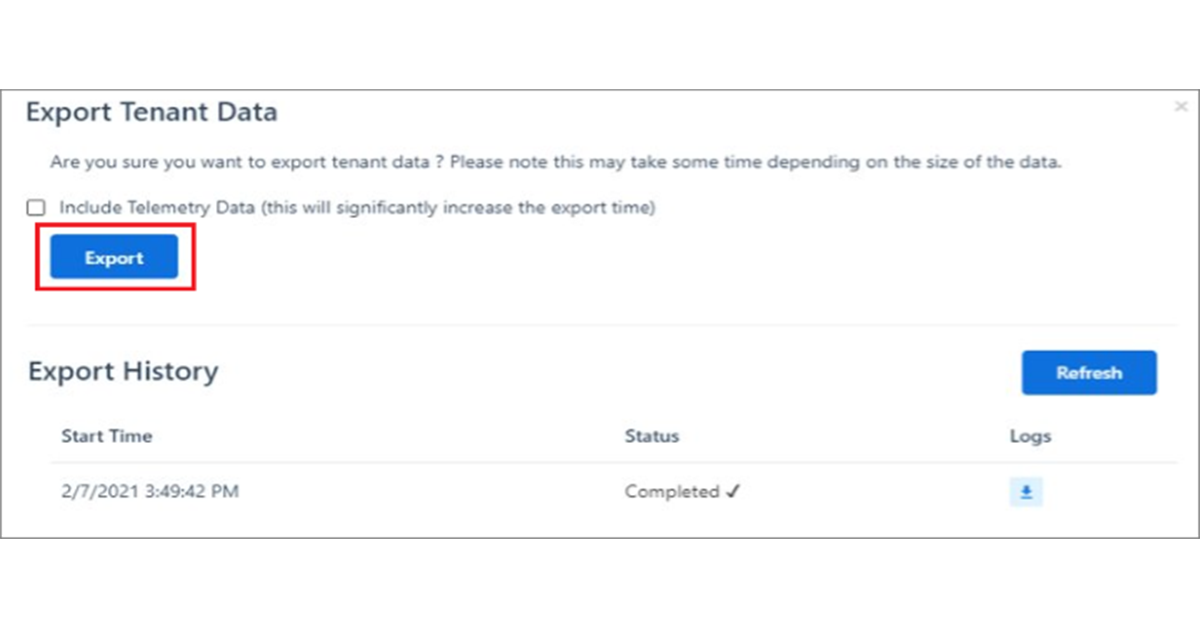 Export Tenant Data
Are you sure you want to export tenant data ? Please note this may take some time depending on the size of the data.
Include Telemetry Data (this will significantly increase the export time)
Export
Export History
Refresh
Start Time Status Logs
2/7/2021 3:49:42 PM Completed ✓